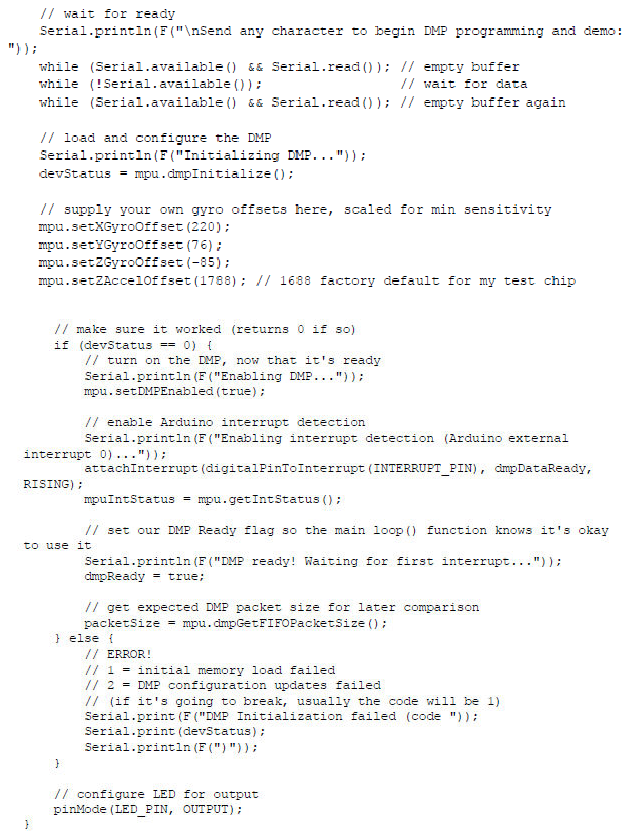 // wait for ready
Serial.println(F("\nSend any character to begin DMP programming and demo:
"));
while (Serial.available() && Serial.read()); // empty buffer
while (!Serial.available()); // wait for data
while (Serial.available() && Serial.read()); // empty buffer again
// load and configure the DMP
Serial.println(F("Initializing DMP..."));
devStatus = mpu.dmpInitialize();
// supply your own gyro offsets here, scaled for min sensitivity
mpu.setXGyroOffset(220);
mpu.setYGyroOffset(76);
mpu.setZGyroOffset(-85);
mpu.setZAccelOffset(1788); // 1688 factory default for my test chip
// make sure it worked (returns 0 if so)
if (devStatus == 0) {
// turn on the DMP, now that it's ready
Serial.println(F("Enabling DMP..."));
mpu.setDMPEnabled(true);
// enable Arduino interrupt detection
Serial.println(F("Enabling interrupt detection (Arduino external
interrupt 0)..."));
attachInterrupt(digitalPinToInterrupt(INTERRUPT_PIN), dmpDataReady,
RISING);
mpuIntStatus = mpu.getIntStatus();
// set our DMP Ready flag so the main loop() function knows it's okay
to use it
Serial.println(F("DMP ready! Waiting for first interrupt..."));
dmpReady = true;
// get expected DMP packet size for later comparison
packetSize = mpu.dmpGetFIFOPacketSize();
} else {
// ERROR!
// 1 = initial memory load failed
// 2 = DMP configuration updates failed
// (if it's going to break, usually the code will be 1)
Serial.print(F("DMP Initialization failed (code "));
Serial.print(devStatus);
Serial.println(F(")"));
}
// configure LED for output
pinMode(LED_PIN, OUTPUT);
}